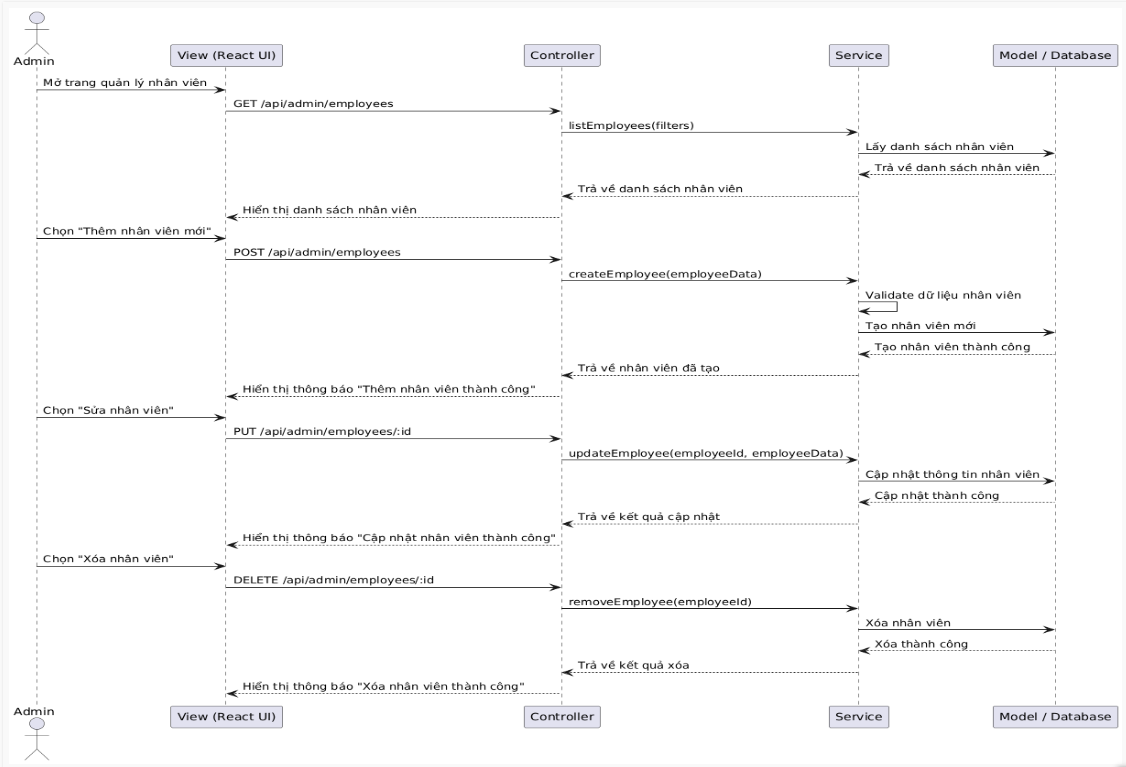 Admin
View (React UI)
Controller
Service
Model / Database
Mở trang quản lý nhân viên
GET /api/admin/employees
listEmployees(filters)
Lấy danh sách nhân viên
Trả về danh sách nhân viên
Trả về danh sách nhân viên
Hiển thị danh sách nhân viên
Chọn "Thêm nhân viên mới"
POST /api/admin/employees
createEmployee(employeeData)
Validate dữ liệu nhân viên
Tạo nhân viên mới
Tạo nhân viên thành công
Trả về nhân viên đã tạo
Hiển thị thông báo "Thêm nhân viên thành công"
Chọn "Sửa nhân viên"
PUT /api/admin/employees/:id
updateEmployee(employeeId, employeeData)
Cập nhật thông tin nhân viên
Cập nhật thành công
Trả về kết quả cập nhật
Hiển thị thông báo "Cập nhật nhân viên thành công"
Chọn "Xóa nhân viên"
DELETE /api/admin/employees/:id
removeEmployee(employeeId)
Xóa nhân viên
Xóa thành công
Trả về kết quả xóa
Hiển thị thông báo "Xóa nhân viên thành công"
Admin
View (React UI)
Controller
Service
Model / Database